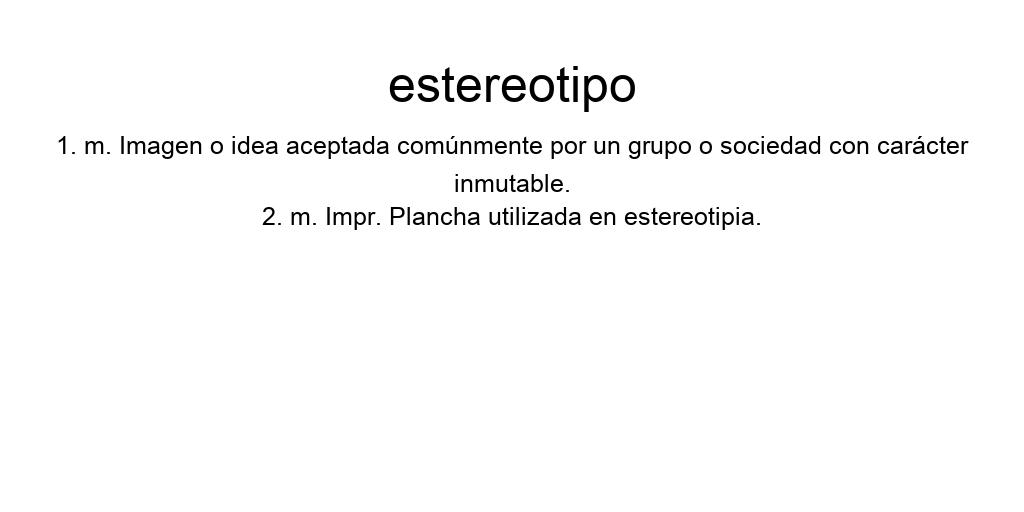 estereotipo
1. m. Imagen o idea aceptada comúnmente por un grupo o sociedad con carácter
inmutable.
2. m. Impr. Plancha utilizada en estereotipia.